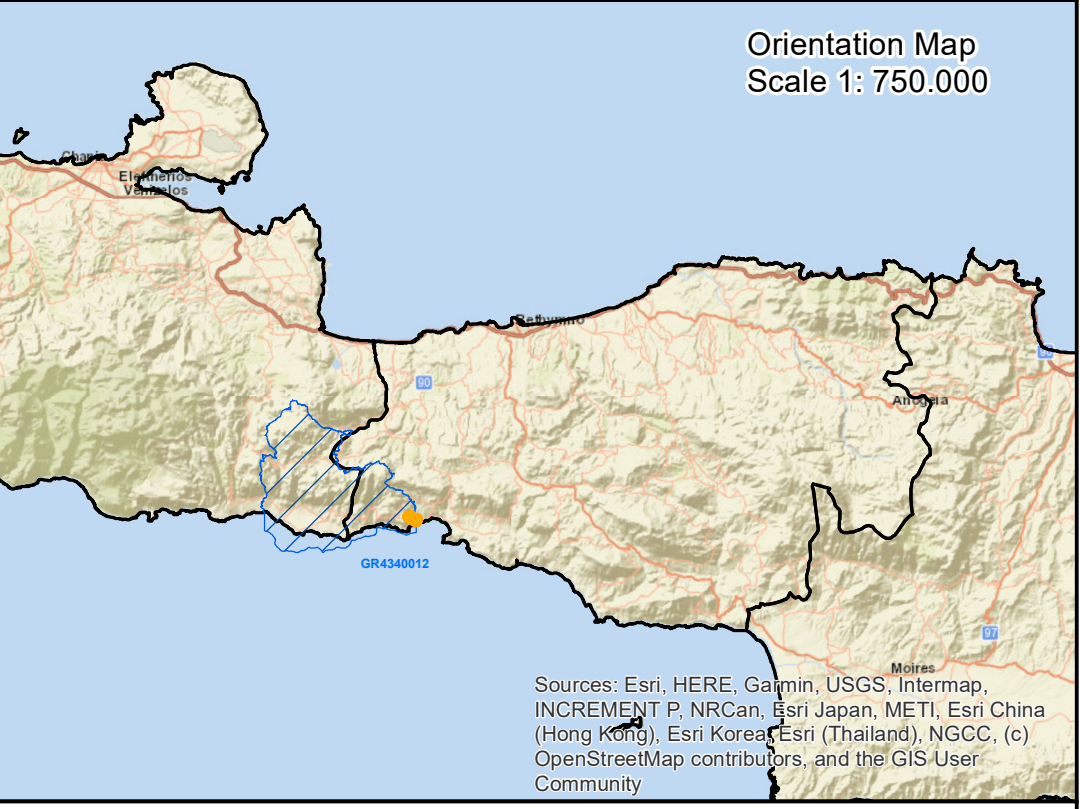 Orientation Map
Scale 1: 750.000
Chania
Eleftherios
Venizelos
Rethymno
90
90
Anogeia
GR4340012
97
Moires
Sources: Esri, HERE, Garmin, USGS, Intermap,
INCREMENT P, NRCan, Esri Japan, METI, Esri China
(Hong Kong), Esri Korea, Esri (Thailand), NGCC, (c)
OpenStreetMap contributors, and the GIS User
Community